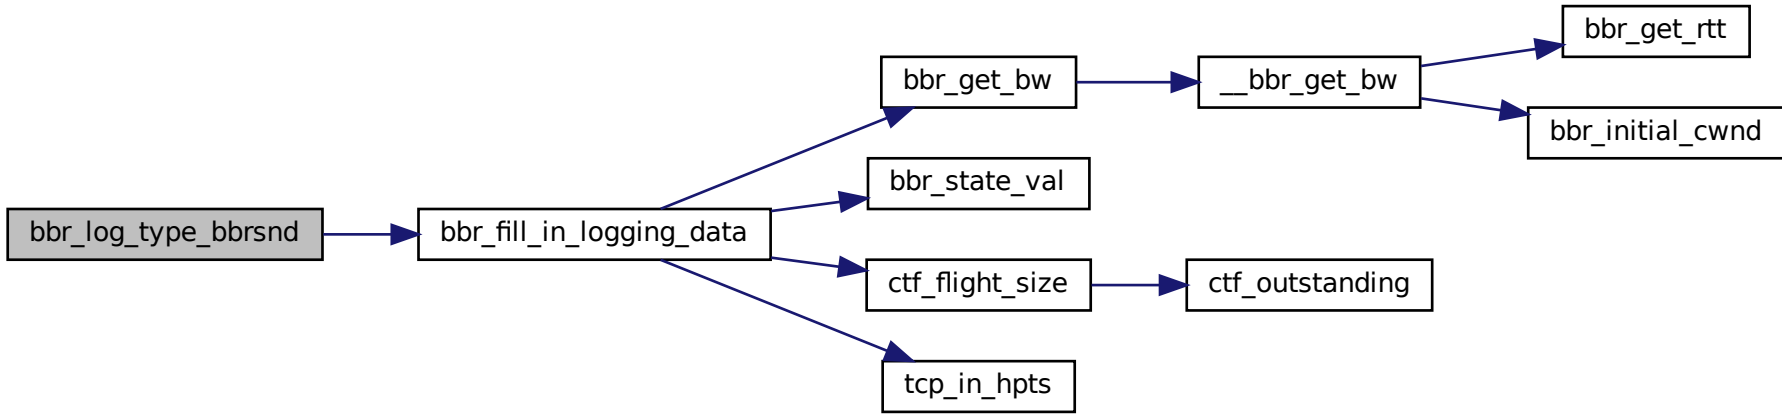 bbr_log_type_bbrsnd
bbr_fill_in_logging_data
bbr_get_bw
__bbr_get_bw
bbr_get_rtt
bbr_initial_cwnd
bbr_state_val
ctf_flight_size
ctf_outstanding
tcp_in_hpts